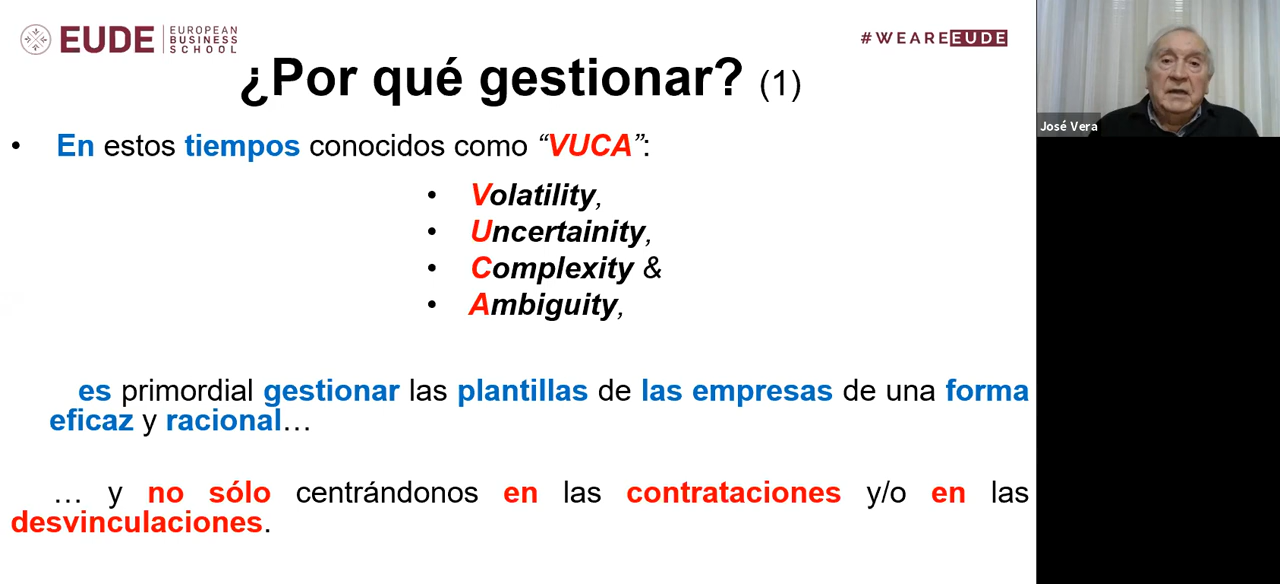 EUDE EUROPEAN
BUSINESS
SCHOOL
#WEAREEUDE
¿Por qué gestionar? (1)
José Vera
• En estos tiempos conocidos como “VUCA”:
• Volatility,
• Uncertainity,
• Complexity &
• Ambiguity,
es primordial gestionar las plantillas de las empresas de una forma
eficaz y racional…
… y no sólo centrándonos en las contrataciones y/o en las
desvinculaciones.